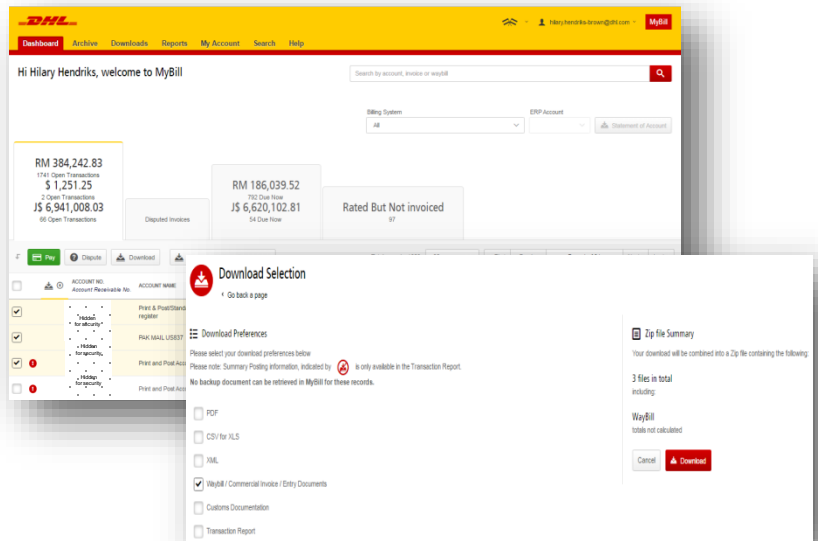 DHL
hilary.hendriks-brown@dhl.com
MyBill
Dashboard Archive Downloads Reports My Account Search Help
Hi Hilary Hendriks, welcome to MyBill
Search by account, invoice or waybill
Billing System
ERP Account
All
Statement of Account
RM 384,242.83
1741 Open Transactions
$ 1,251.25
2 Open Transactions
J$ 6,941,008.03
66 Open Transactions
Disputed Invoices
RM 186,039.52
792 Due Now
J$ 6,620,102.81
54 Due Now
Rated But Not invoiced
97
Pay Dispute Download
ACCOUNT NO.
Account Receivable No.
ACCOUNT NAME
Hidden
for security
Print & Post/Stand
register
Hidden
for security
PAK MAIL US837
Hidden
for security
Print and Post Acc
Hidden
for security
Print and Post Acc
Download Selection
Go back a page
Download Preferences
Please select your download preferences below
Please note: Summary Posting information, indicated by is only available in the Transaction Report.
No backup document can be retrieved in MyBill for these records.
PDF
CSV for XLS
XML
Waybill / Commercial Invoice / Entry Documents
Customs Documentation
Transaction Report
Zip file Summary
Your download will be combined into a Zip file containing the following:
3 files in total
including:
WayBill
totals not calculated
Cancel Download